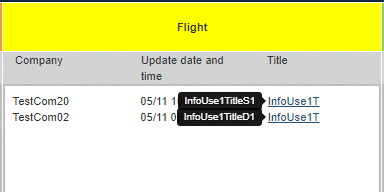 Flight
Company Update date and time Title
TestCom20 05/11 1 InfoUse1TitleS1 InfoUse1T
TestCom02 05/11 0 InfoUse1TitleD1 InfoUse1T